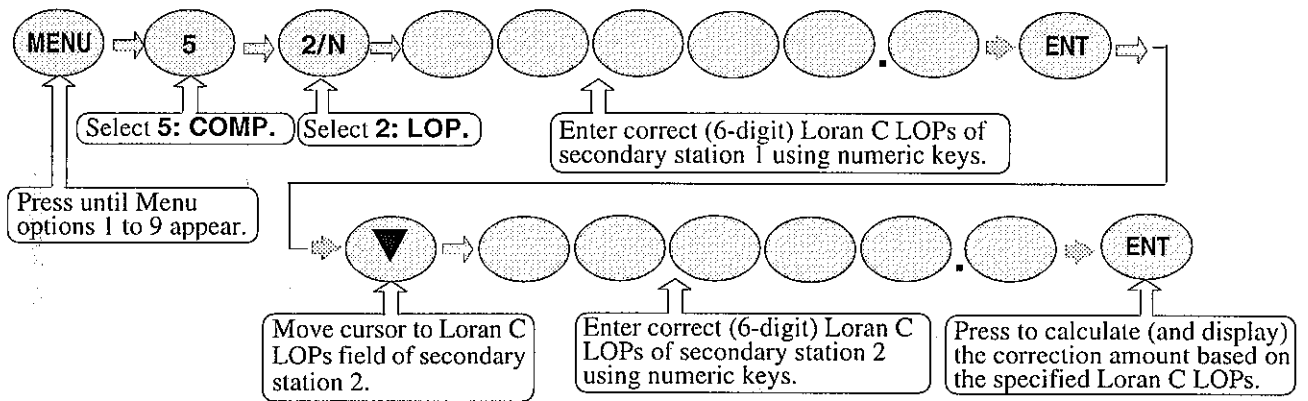 MENU 5 2/N . ENT
Select 5: COMP. Select 2: LOP.
Enter correct (6-digit) Loran C LOPs of
secondary station 1 using numeric keys.
Press until Menu
options 1 to 9 appear.
. ENT
Move cursor to Loran C
LOPs field of secondary
station 2.
Enter correct (6-digit) Loran C
LOPs of secondary station 2
using numeric keys.
Press to calculate (and display)
the correction amount based on
the specified Loran C LOPs.